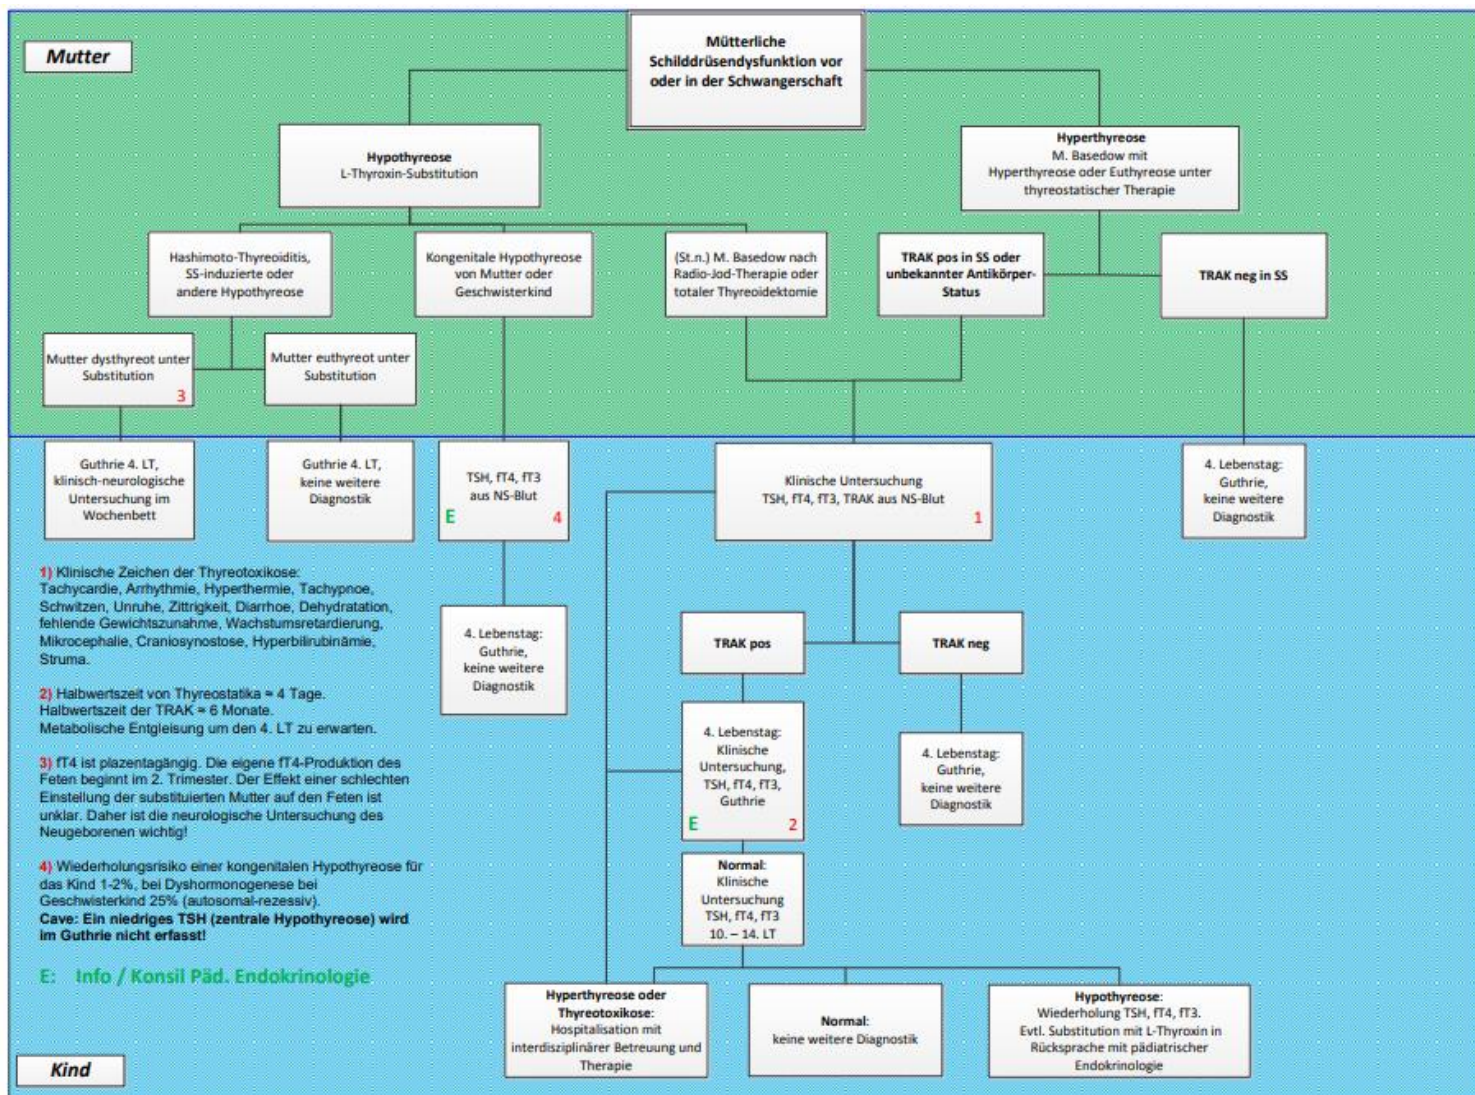 Mutter
Mütterliche
Schilddrüsendysfunktion vor
oder in der Schwangerschaft
Hypothyreose
L-Thyroxin-Substitution
Hyperthyreose
M. Basedow mit
Hyperthyreose oder Euthyreose unter
thyreostatischer Therapie
Hashimoto-Thyreoiditis,
SS-induzierte oder
andere Hypothyreose
Kongenitale Hypothyreose
von Mutter oder
Geschwisterkind
(St.n.) M. Basedow nach
Radio-Jod-Therapie oder
totaler Thyreoidektomie
TRAK pos in SS oder
unbekannter Antikörper-
Status
TRAK neg in SS
Mutter dysthyreot unter
Substitution
3
Mutter euthyreot unter
Substitution
Guthrie 4. LT,
klinisch-neurologische
Untersuchung im
Wochenbett
Guthrie 4. LT,
keine weitere
Diagnostik
TSH, fT4, fT3
aus NS-Blut
E 4
Klinische Untersuchung
TSH, fT4, fT3, TRAK aus NS-Blut
1
4. Lebenstag:
Guthrie,
keine weitere
Diagnostik
1) Klinische Zeichen der Thyreotoxikose:
Tachycardie, Arrhythmie, Hyperthermie, Tachypnoe,
Schwitzen, Unruhe, Zittrigkeit, Diarrhoe, Dehydratation,
fehlende Gewichtszunahme, Wachstumsretardierung,
Mikrocephalie, Craniosynostose, Hyperbilirubinämie,
Struma.
2) Halbwertszeit von Thyreostatika ≈ 4 Tage.
Halbwertszeit der TRAK ≈ 6 Monate.
Metabolische Entgleisung um den 4. LT zu erwarten.
3) fT4 ist plazentagängig. Die eigene fT4-Produktion des
Feten beginnt im 2. Trimester. Der Effekt einer schlechten
Einstellung der substituierten Mutter auf den Feten ist
unklar. Daher ist die neurologische Untersuchung des
Neugeborenen wichtig!
4) Wiederholungsrisiko einer kongenitalen Hypothyreose für
das Kind 1-2%, bei Dyshormonogenese bei
Geschwisterkind 25% (autosomal-rezessiv).
Cave: Ein niedriges TSH (zentrale Hypothyreose) wird
im Guthrie nicht erfasst!
E: Info / Konsil Päd. Endokrinologie
4. Lebenstag:
Guthrie,
keine weitere
Diagnostik
TRAK pos
TRAK neg
4. Lebenstag:
Klinische
Untersuchung,
TSH, fT4, fT3,
Guthrie
E 2
4. Lebenstag:
Guthrie,
keine weitere
Diagnostik
Normal:
Klinische
Untersuchung
TSH, fT4, fT3
10. – 14. LT
Hyperthyreose oder
Thyreotoxikose:
Hospitalisation mit
interdisziplinärer Betreuung und
Therapie
Normal:
keine weitere Diagnostik
Hypothyreose:
Wiederholung TSH, fT4, fT3.
Evtl. Substitution mit L-Thyroxin in
Rücksprache mit pädiatrischer
Endokrinologie
Kind